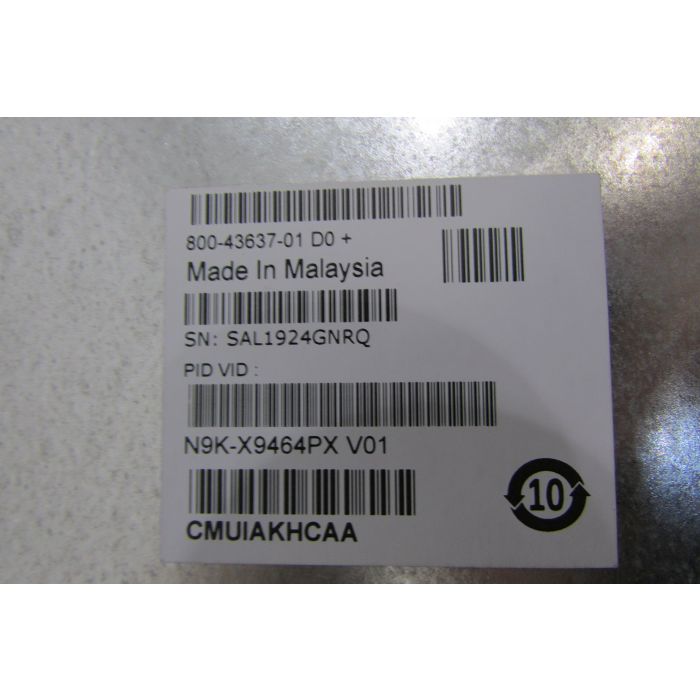 800-43637-01 D0 +
Made In Malaysia
SN: SAL1924GNRQ
PID VID :
N9K-X9464PX V01
CMUIAKHCAA
10